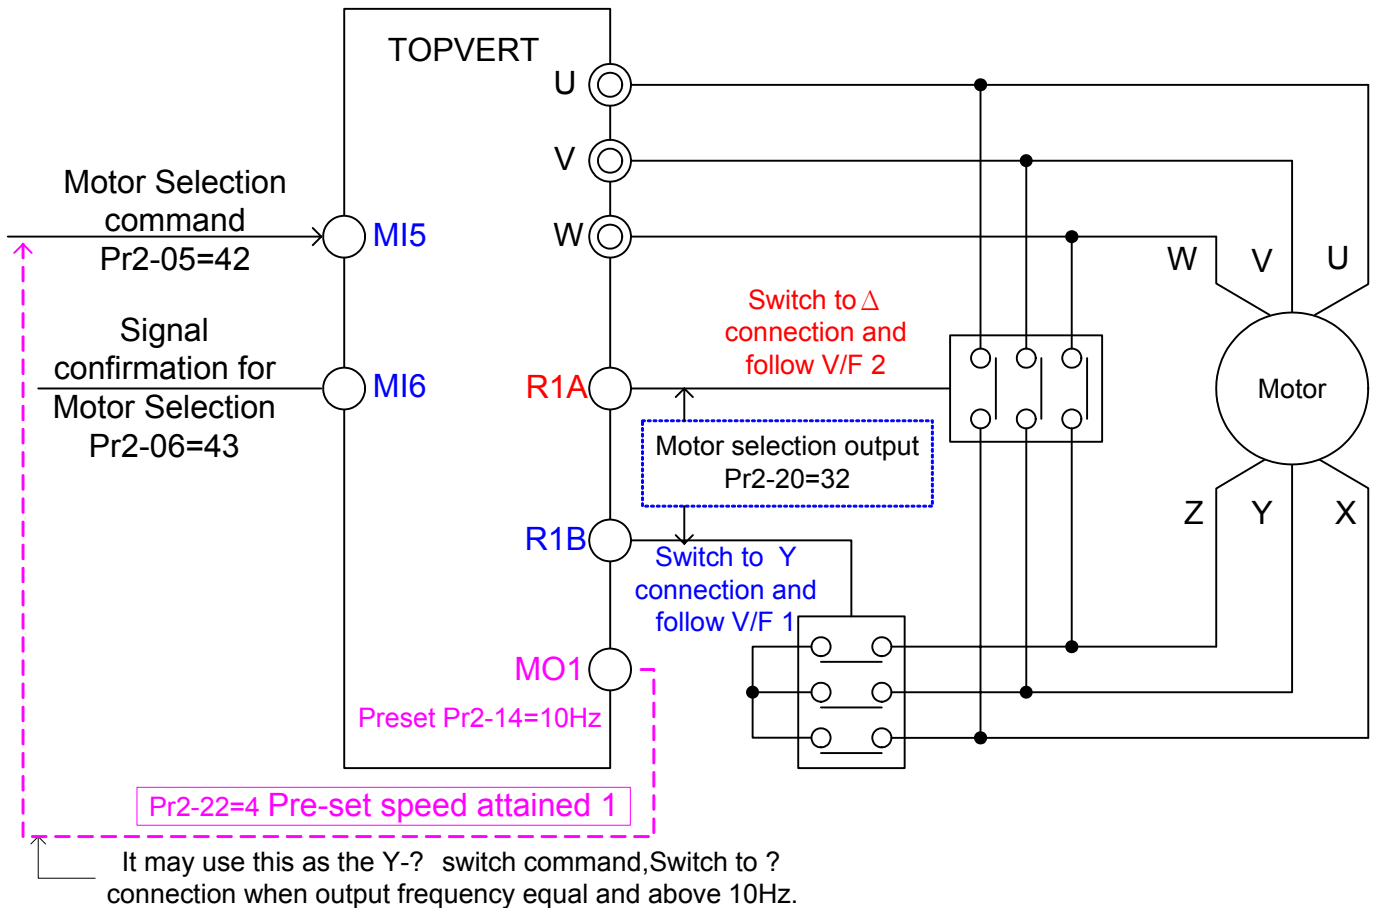 TOPVERT
U
V
W
Motor Selection
command
Pr2-05=42
MI5
Signal
confirmation for
Motor Selection
Pr2-06=43
MI6
R1A
Switch to Δ
connection and
follow V/F 2
Motor selection output
Pr2-20=32
R1B
Switch to Y
connection and
follow V/F 1
MO1
Preset Pr2-14=10Hz
Pr2-22=4 Pre-set speed attained 1
It may use this as the Y-? switch command,Switch to ?
connection when output frequency equal and above 10Hz.
W V U
Motor
Z Y X